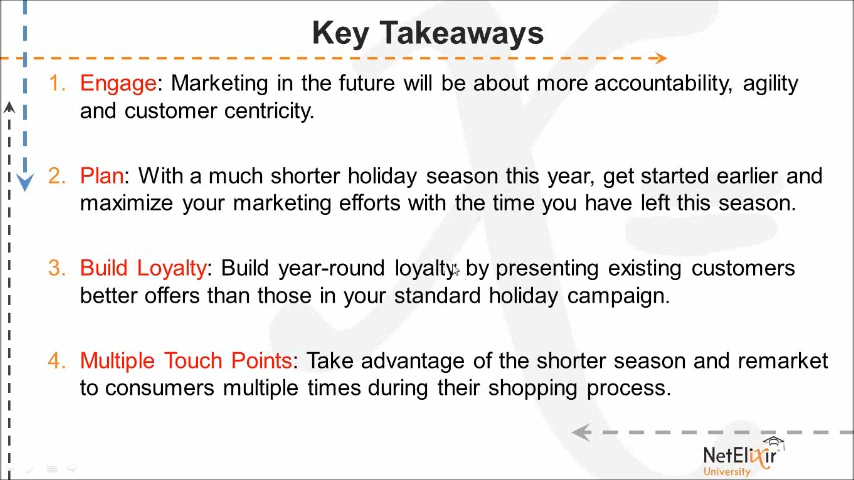 Key Takeaways
1. Engage: Marketing in the future will be about more accountability, agility
and customer centricity.
2. Plan: With a much shorter holiday season this year, get started earlier and
maximize your marketing efforts with the time you have left this season.
3. Build Loyalty: Build year-round loyalty by presenting existing customers
better offers than those in your standard holiday campaign.
4. Multiple Touch Points: Take advantage of the shorter season and remarket
to consumers multiple times during their shopping process.
NetElixir
University